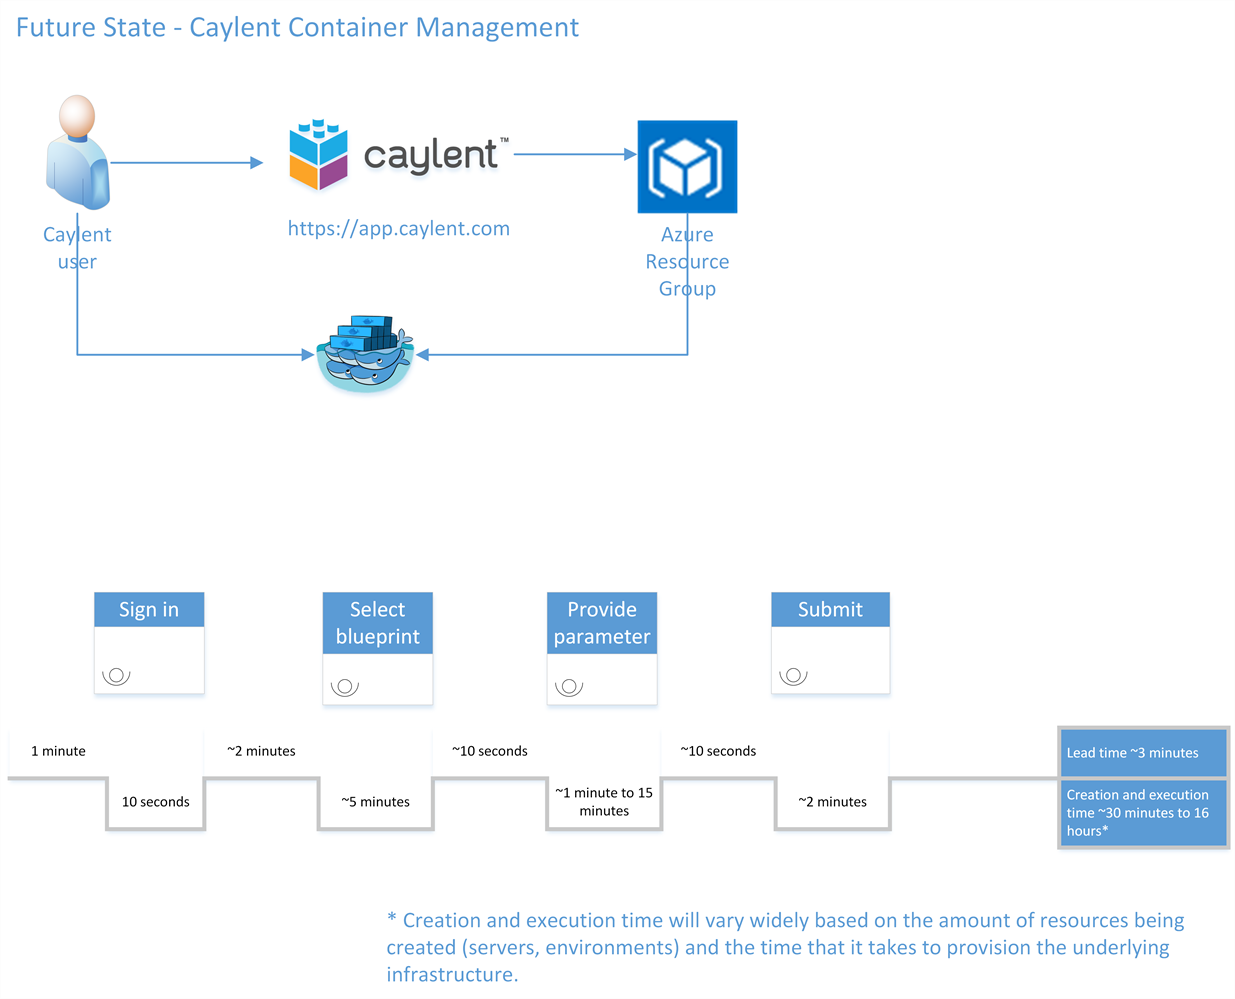 Future State - Caylent Container Management
caylent™
https://app.caylent.com
Caylent
user
Azure
Resource
Group
Sign in
Select
blueprint
Provide
parameter
Submit
1 minute
~2 minutes
~10 seconds
~10 seconds
10 seconds
~5 minutes
~1 minute to 15
minutes
~2 minutes
Lead time ~3 minutes
Creation and execution
time ~30 minutes to 16
hours*
* Creation and execution time will vary widely based on the amount of resources being
created (servers, environments) and the time that it takes to provision the underlying
infrastructure.